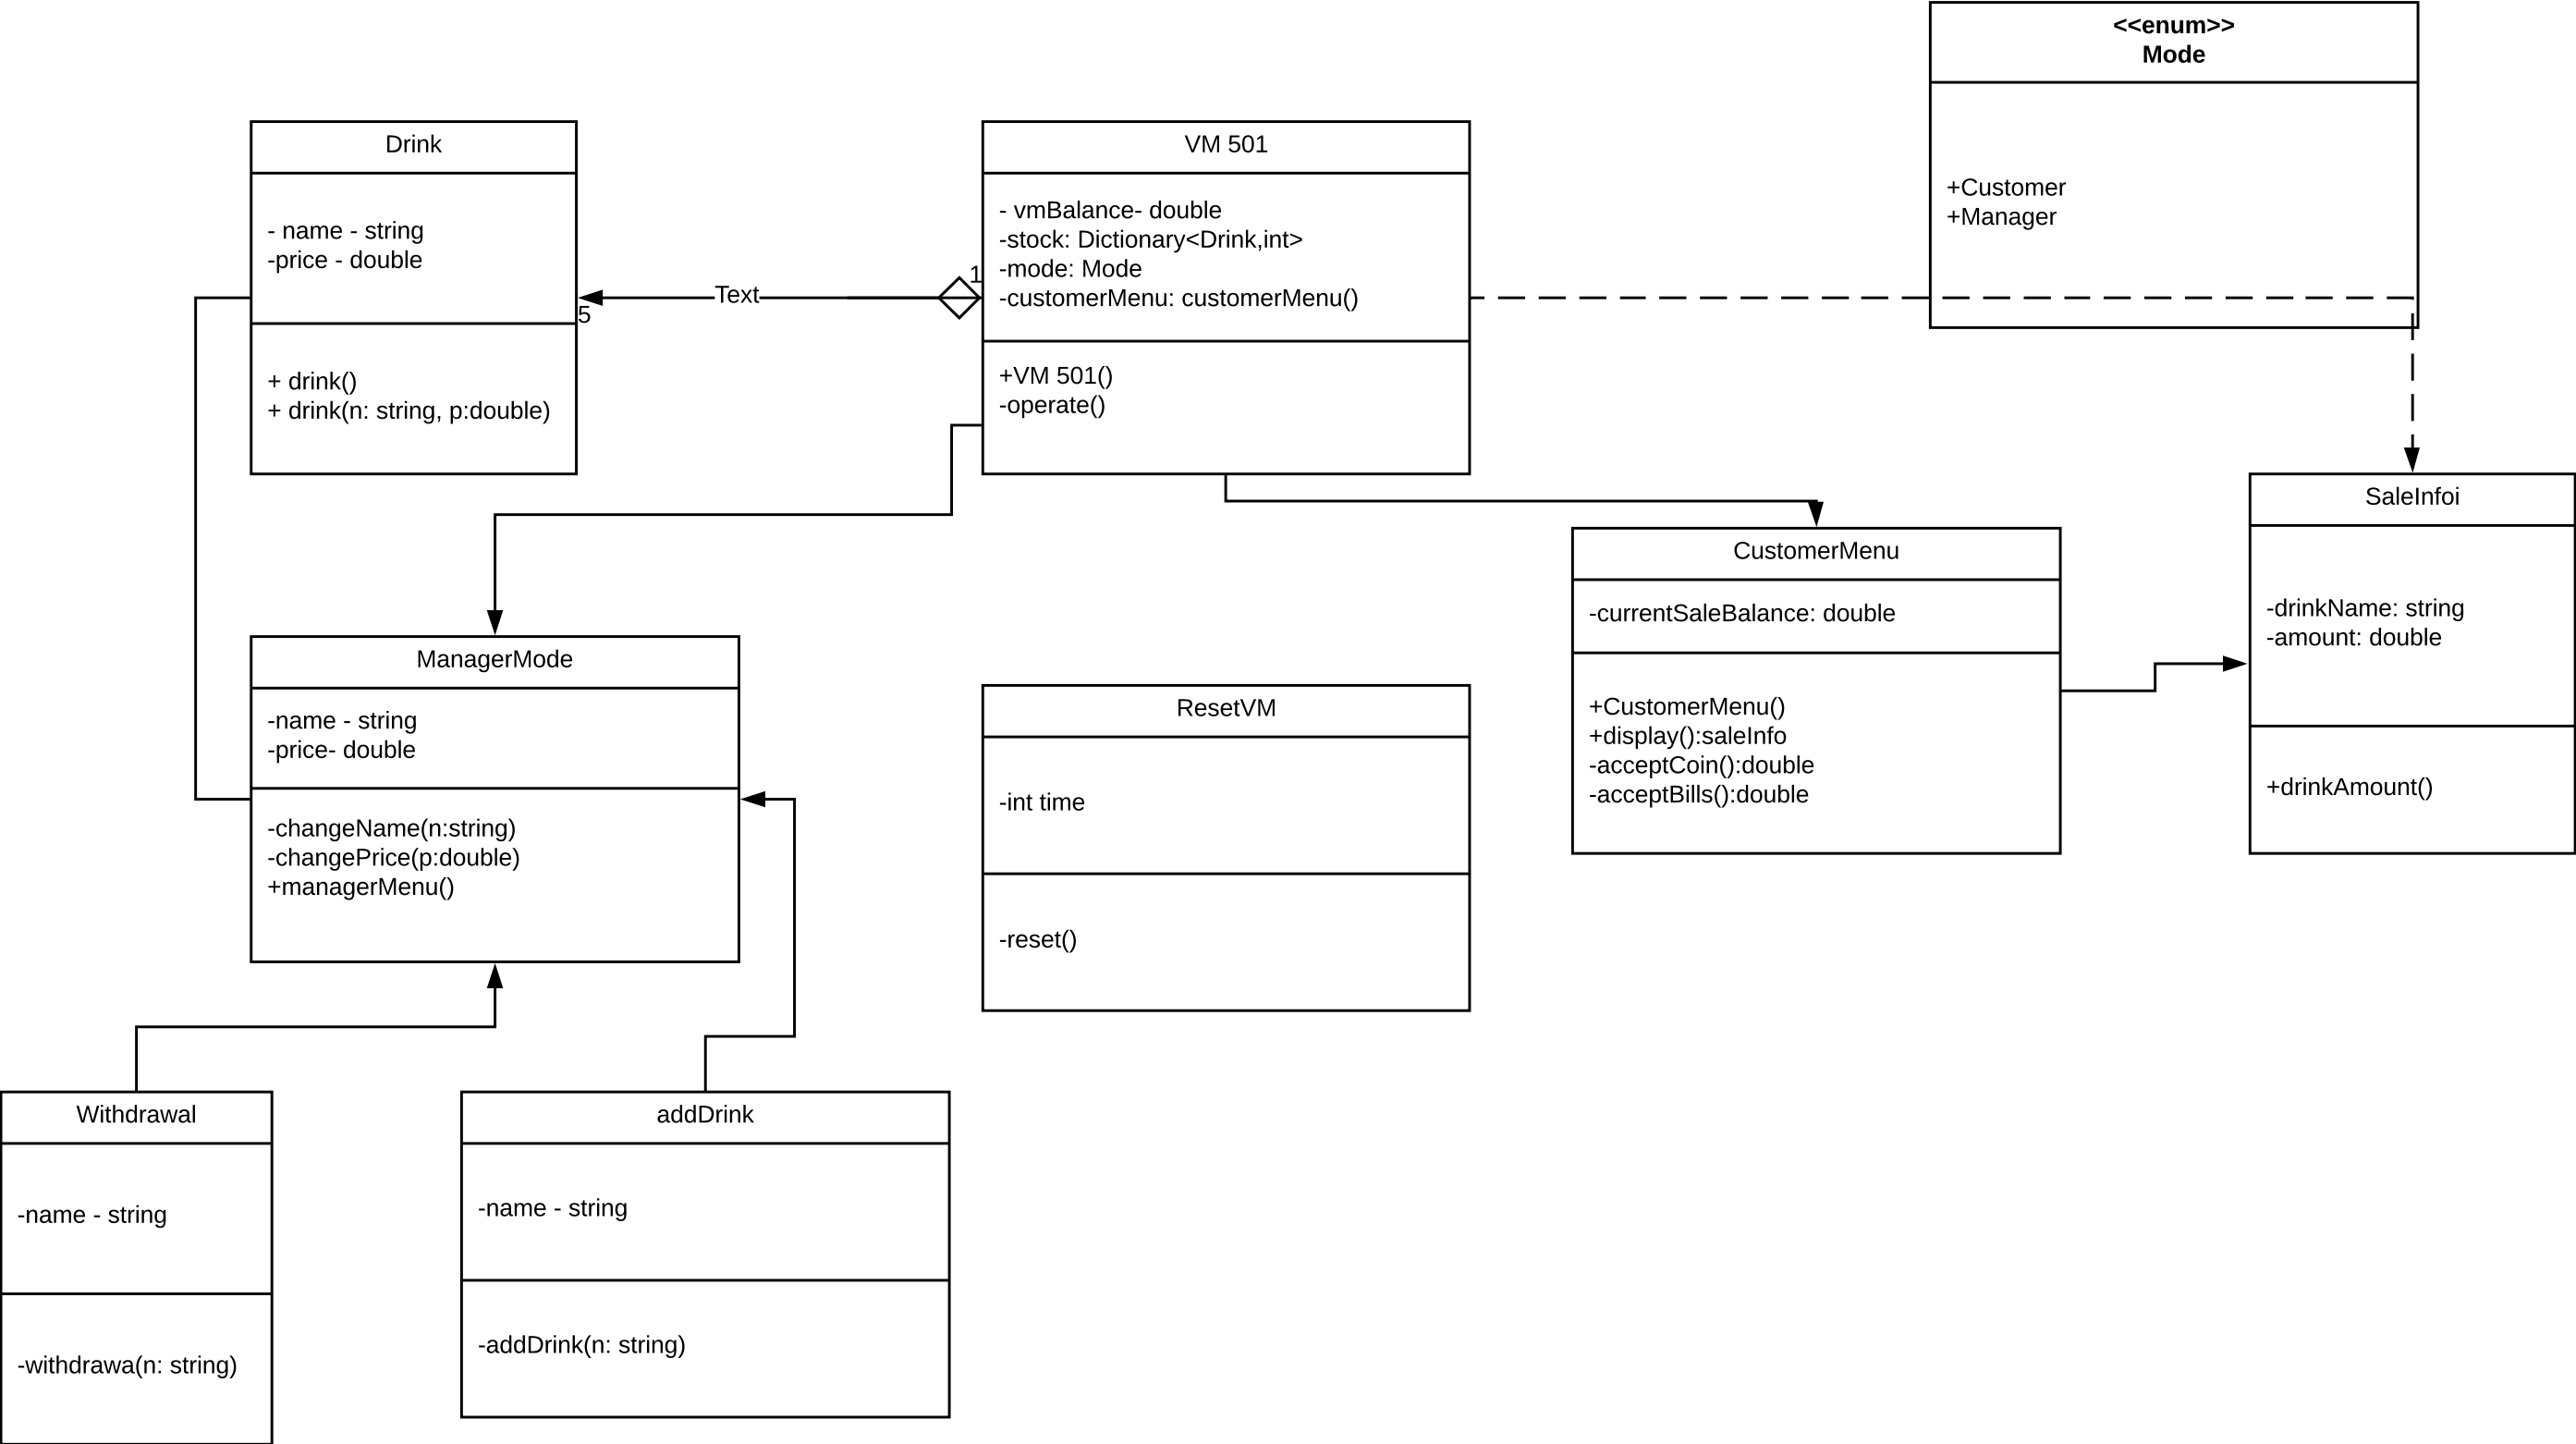 <<enum>>
Mode
+Customer
+Manager
Drink
- name - string
-price - double
+ drink()
+ drink(n: string, p:double)
Text
1
5
VM 501
- vmBalance- double
-stock: Dictionary<Drink,int>
-mode: Mode
-customerMenu: customerMenu()
+VM 501()
-operate()
SaleInfoi
-drinkName: string
-amount: double
+drinkAmount()
CustomerMenu
-currentSaleBalance: double
+CustomerMenu()
+display():saleInfo
-acceptCoin():double
-acceptBills():double
ManagerMode
-name - string
-price- double
-changeName(n:string)
-changePrice(p:double)
+managerMenu()
ResetVM
-int time
-reset()
Withdrawal
-name - string
-withdrawa(n: string)
addDrink
-name - string
-addDrink(n: string)